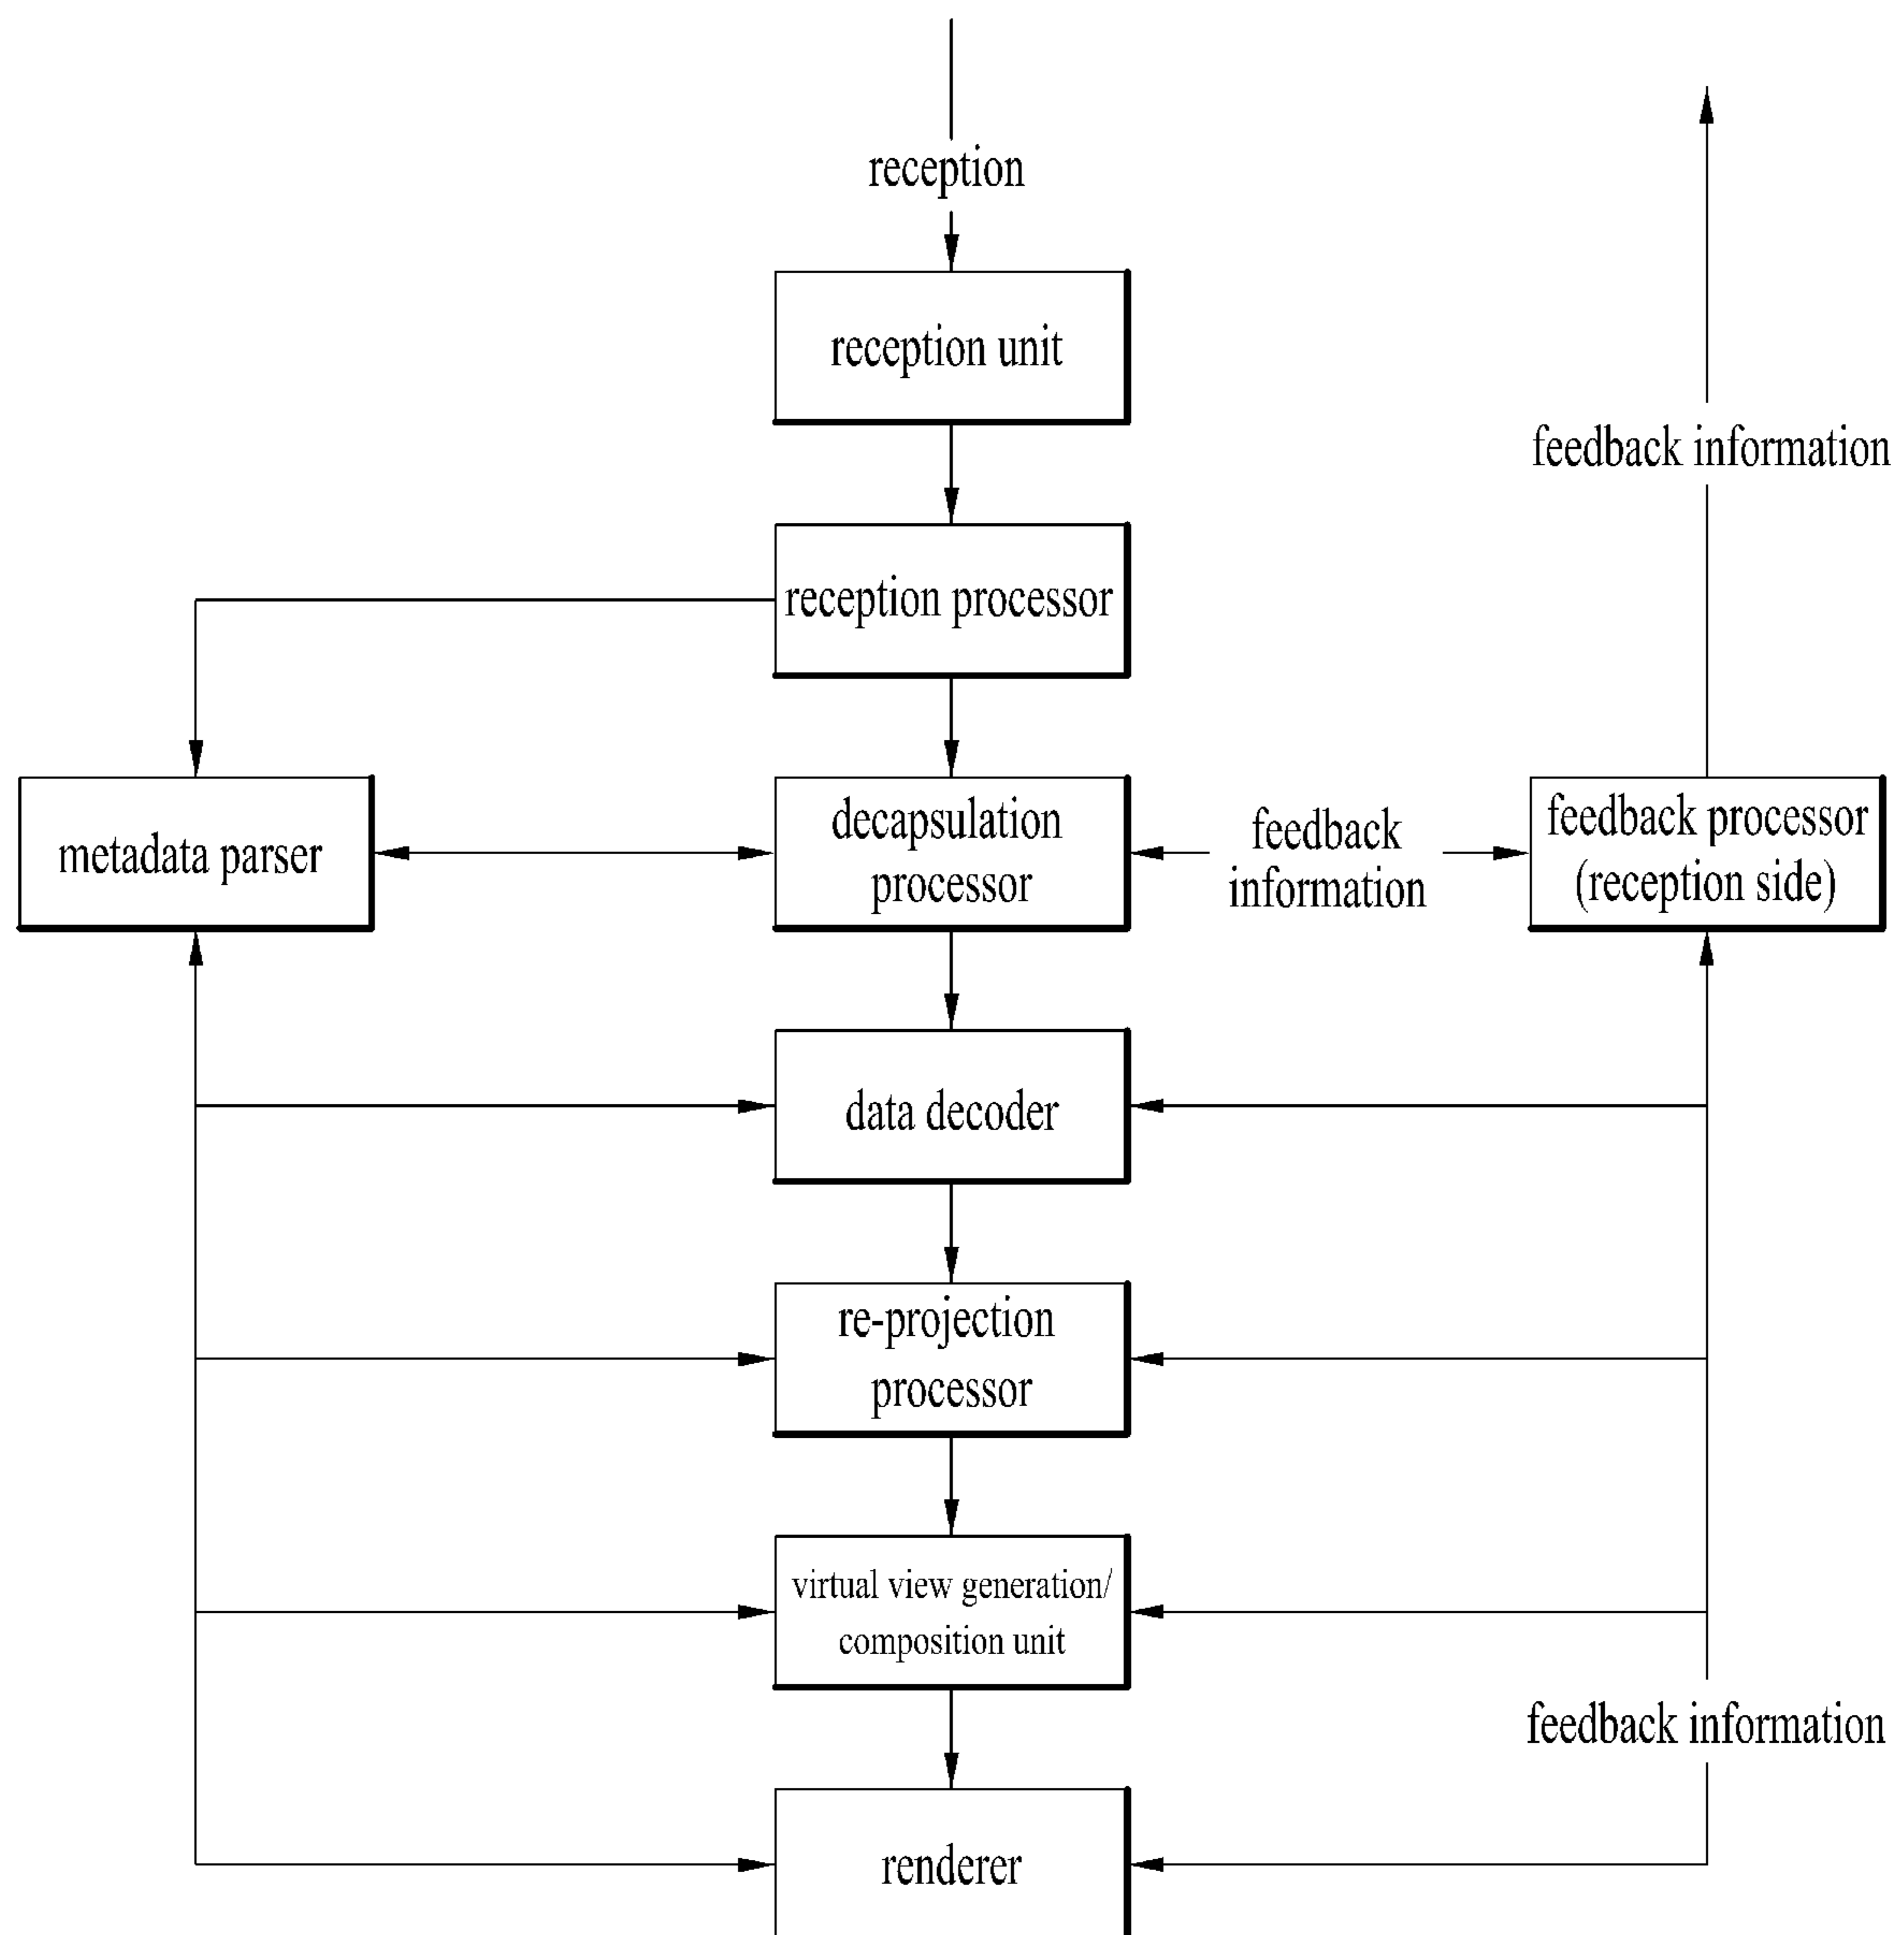 reception
reception unit
feedback information
reception processor
metadata parser
decapsulation
processor
feedback
information
feedback processor
(reception side)
data decoder
re-projection
processor
virtual view generation/
composition unit
feedback information
renderer